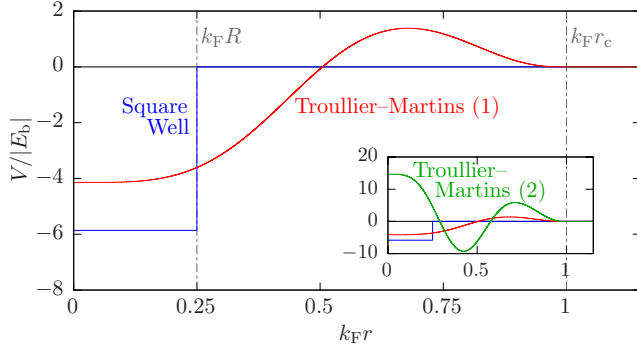 2
0
−2
−4
−6
−8
V/|E_b|
k_F R
k_F r_c
Square
Well
Troullier–Martins (1)
20
10
0
−10
Troullier–
Martins (2)
0
0.5
1
0
0.25
0.5
0.75
1
k_F r